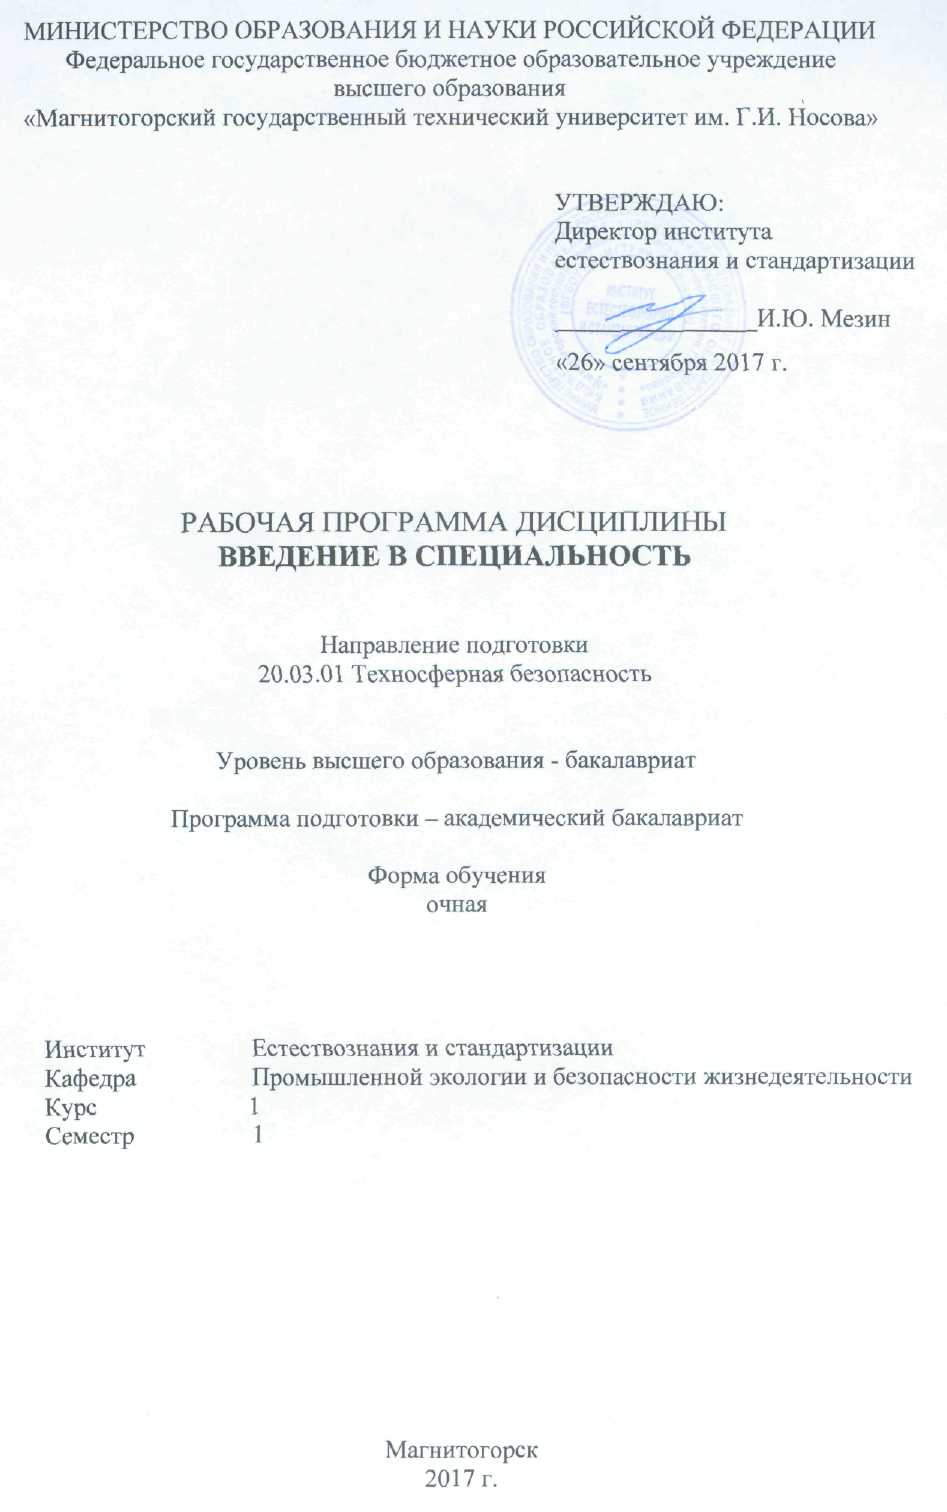 МИНИСТЕРСТВО ОБРАЗОВАНИЯ И НАУКИ РОССИЙСКОЙ ФЕДЕРАЦИИ
Федеральное государственное бюджетное образовательное учреждение
высшего образования
«Магнитогорский государственный технический университет им. Г.И. Носова»
УТВЕРЖДАЮ:
Директор института
естествознания и стандартизации
И.Ю. Мезин
«26» сентября 2017 г.
РАБОЧАЯ ПРОГРАММА ДИСЦИПЛИНЫ
ВВЕДЕНИЕ В СПЕЦИАЛЬНОСТЬ
Направление подготовки
20.03.01 Техносферная безопасность
Уровень высшего образования - бакалавриат
Программа подготовки – академический бакалавриат
Форма обучения
очная
Институт Естествознания и стандартизации
Кафедра Промышленной экологии и безопасности жизнедеятельности
Курс 1
Семестр 1
Магнитогорск
2017 г.